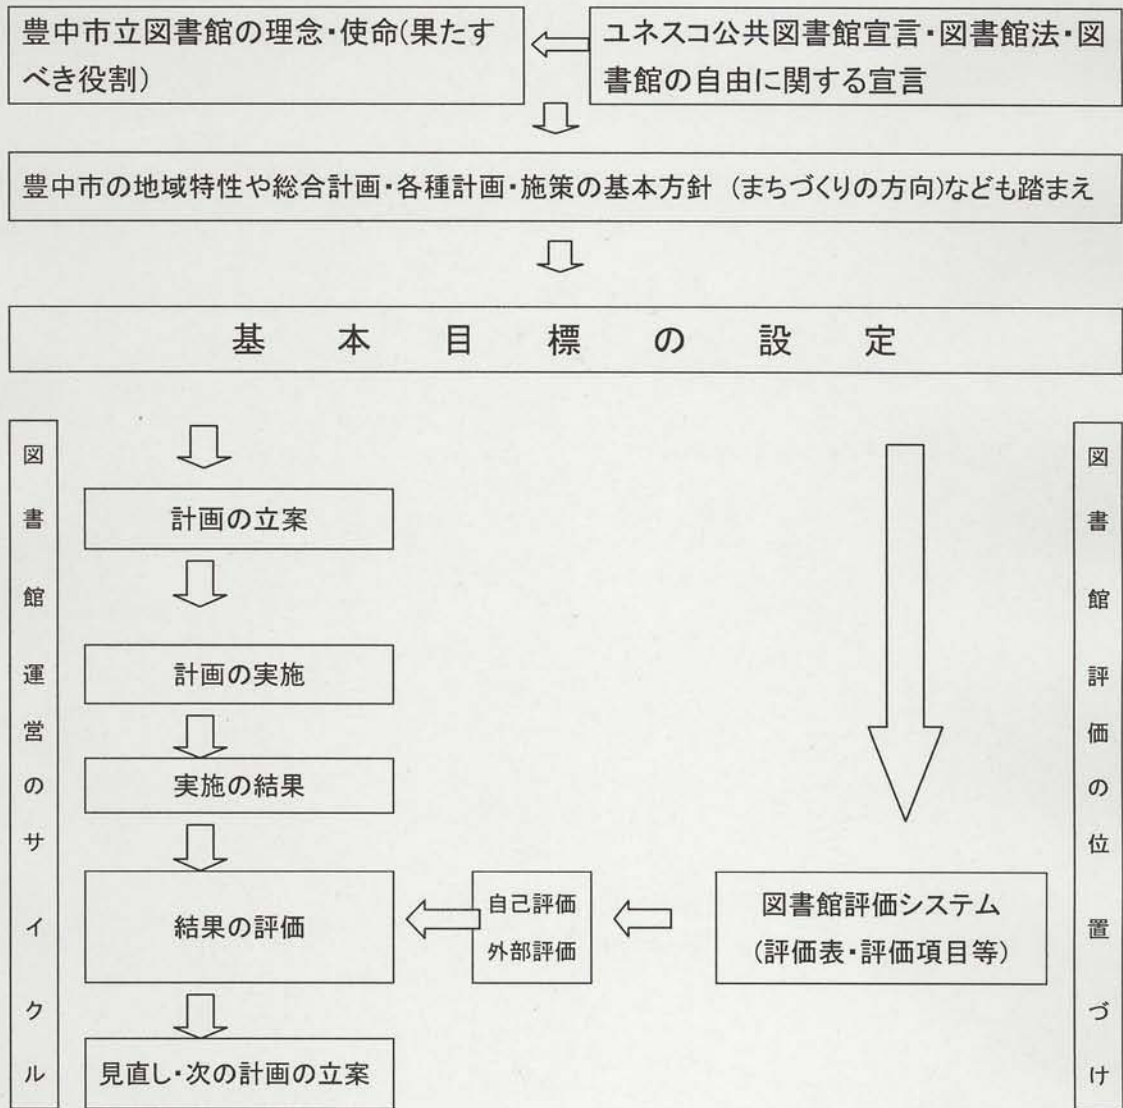 豊中市立図書館の理念・使命(果たす
べき役割)
ユネスコ公共図書館宣言・図書館法・図
書館の自由に関する宣言
豊中市の地域特性や総合計画・各種計画・施策の基本方針 (まちづくりの方向)なども踏まえ
基本目標の設定
図書館運営のサイクル
計画の立案
計画の実施
実施の結果
結果の評価
見直し・次の計画の立案
自己評価
外部評価
図書館評価システム
(評価表・評価項目等)
図書館評価の位置づけ